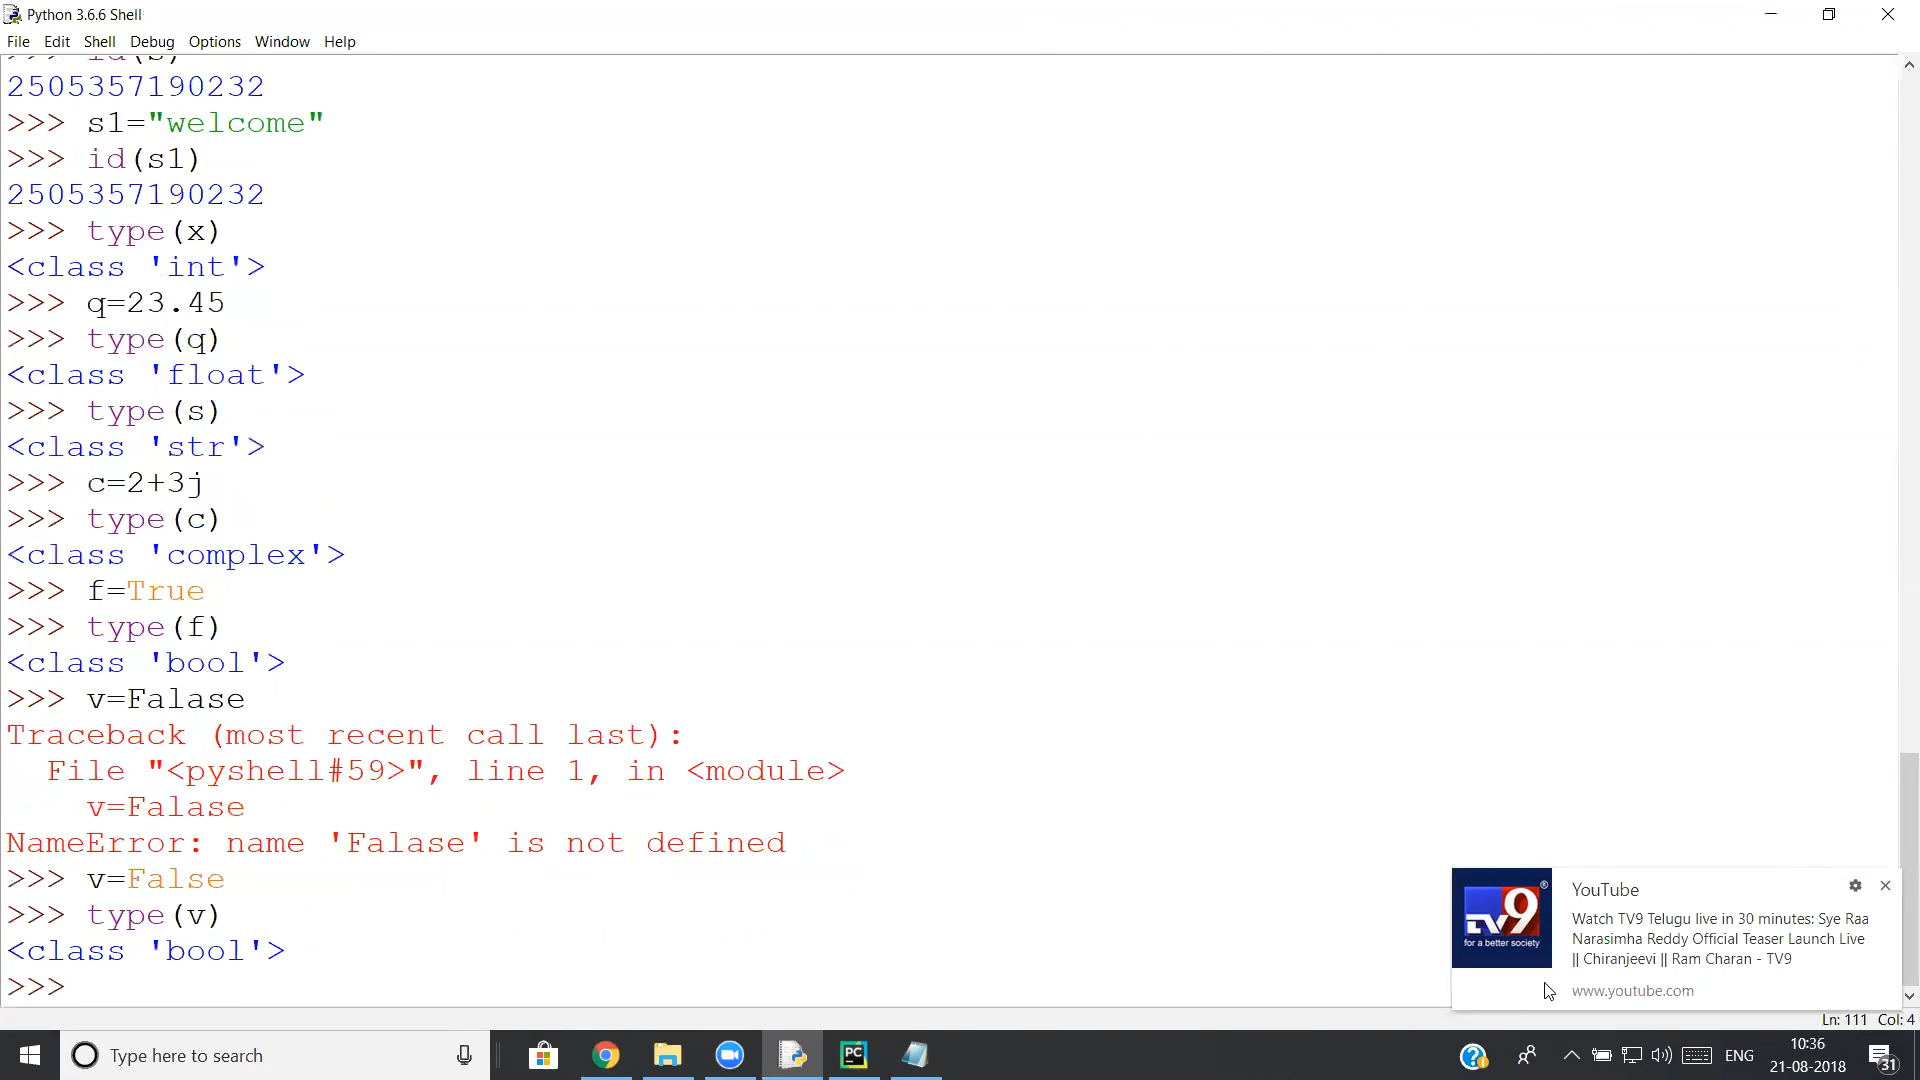 Python 3.6.6 Shell
File Edit Shell Debug Options Window Help
>>> id(s)
2505357190232
>>> s1="welcome"
>>> id(s1)
2505357190232
>>> type(x)
<class 'int'>
>>> q=23.45
>>> type(q)
<class 'float'>
>>> type(s)
<class 'str'>
>>> c=2+3j
>>> type(c)
<class 'complex'>
>>> f=True
>>> type(f)
<class 'bool'>
>>> v=Falase
Traceback (most recent call last):
  File "<pyshell#59>", line 1, in <module>
    v=Falase
NameError: name 'Falase' is not defined
>>> v=False
>>> type(v)
<class 'bool'>
>>>
TV9
for a better society
YouTube
Watch TV9 Telugu live in 30 minutes: Sye Raa
Narasimha Reddy Official Teaser Launch Live
|| Chiranjeevi || Ram Charan - TV9
www.youtube.com
Ln: 111 Col: 4
Type here to search
PC
ENG
10:36
21-08-2018
31